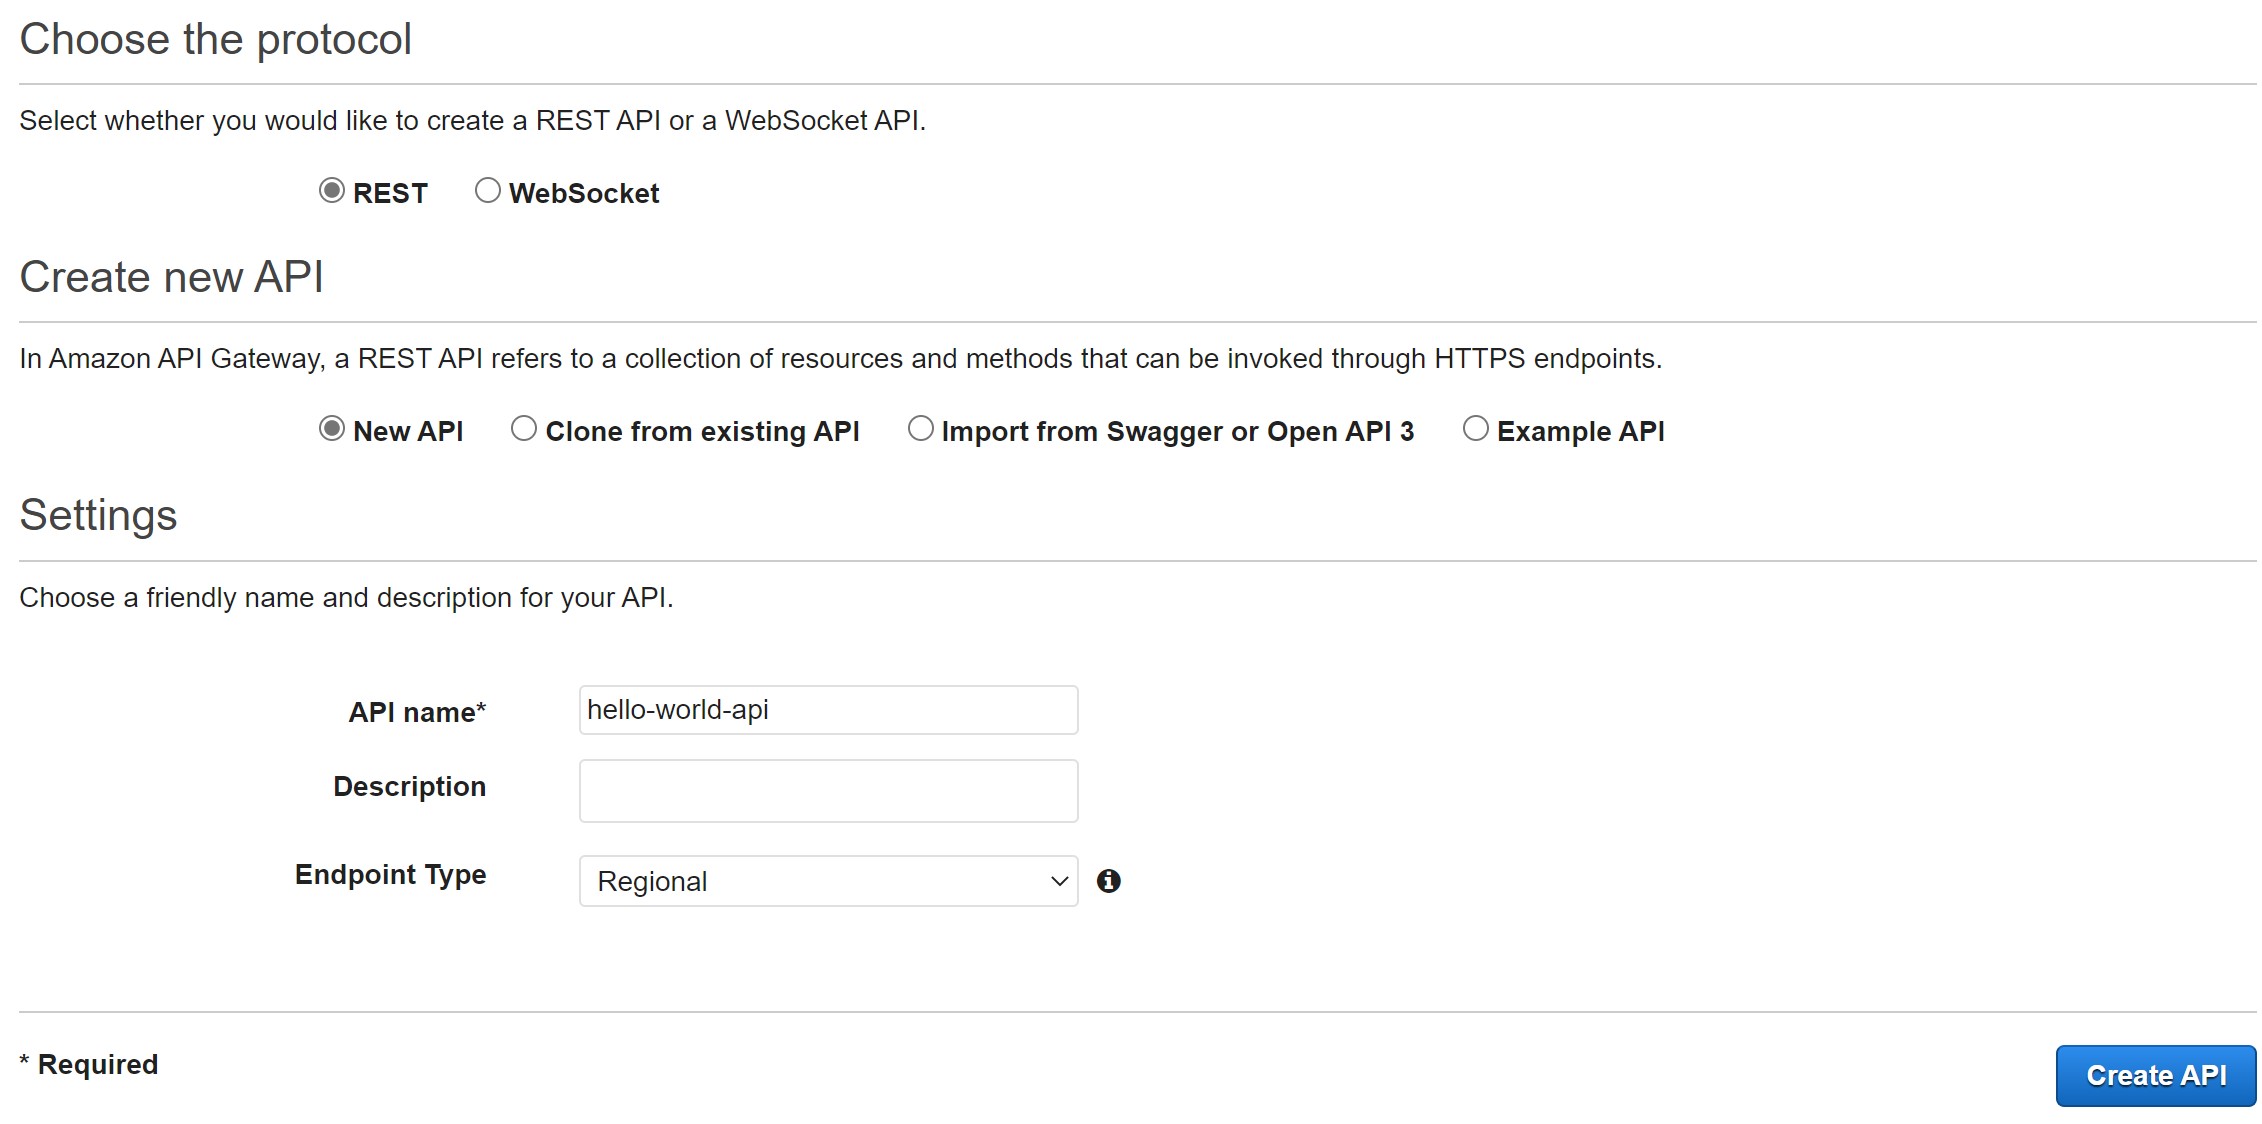 Choose the protocol
Select whether you would like to create a REST API or a WebSocket API.
REST WebSocket
Create new API
In Amazon API Gateway, a REST API refers to a collection of resources and methods that can be invoked through HTTPS endpoints.
New API Clone from existing API Import from Swagger or Open API 3 Example API
Settings
Choose a friendly name and description for your API.
API name* hello-world-api
Description
Endpoint Type Regional
* Required
Create API